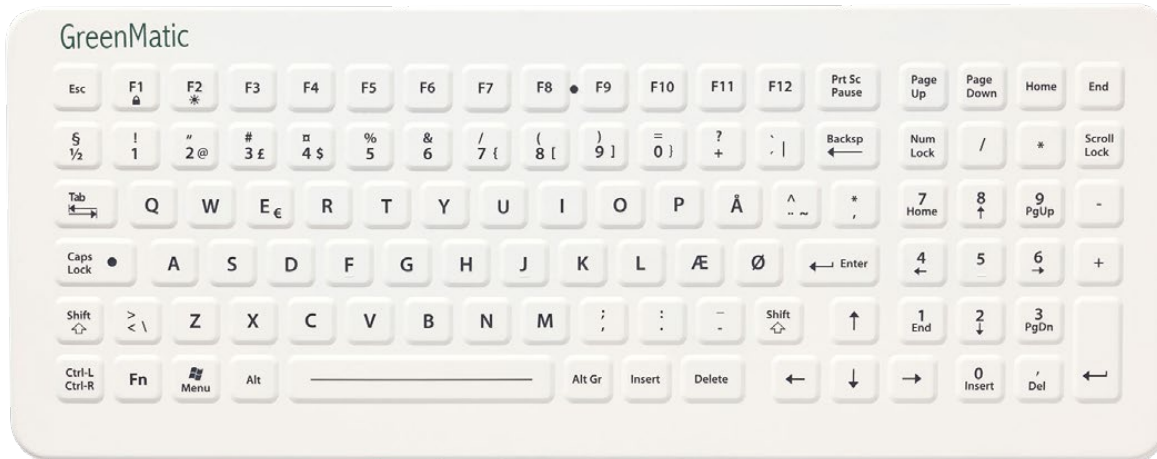 GreenMatic
Esc F1 F2 F3 F4 F5 F6 F7 F8 F9 F10 F11 F12 Prt Sc Pause Page Up Page Down Home End
§ ½ ! 1 " 2 @ # 3 £ ¤ 4 $ % 5 & 6 / 7 { ( 8 [ ) 9 ] = 0 } ? + ` ´ | Backsp ← Num Lock / * Scroll Lock
Tab Q W E € R T Y U I O P Å ^ ¨ ~ * , 7 Home 8 ↑ 9 PgUp -
Caps Lock A S D F G H J K L Æ Ø ↵ Enter 4 ← 5 6 → +
Shift ⇧ > < \ Z X C V B N M ; , : . _ - Shift ⇧ ↑ 1 End 2 ↓ 3 PgDn
Ctrl-L Ctrl-R Fn Menu Alt Alt Gr Insert Delete ← ↓ → 0 Insert , Del ↵